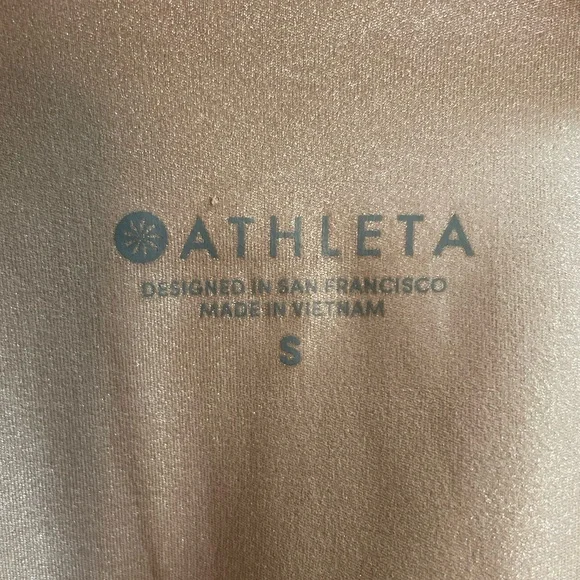 ATHLETA
DESIGNED IN SAN FRANCISCO
MADE IN VIETNAM
S